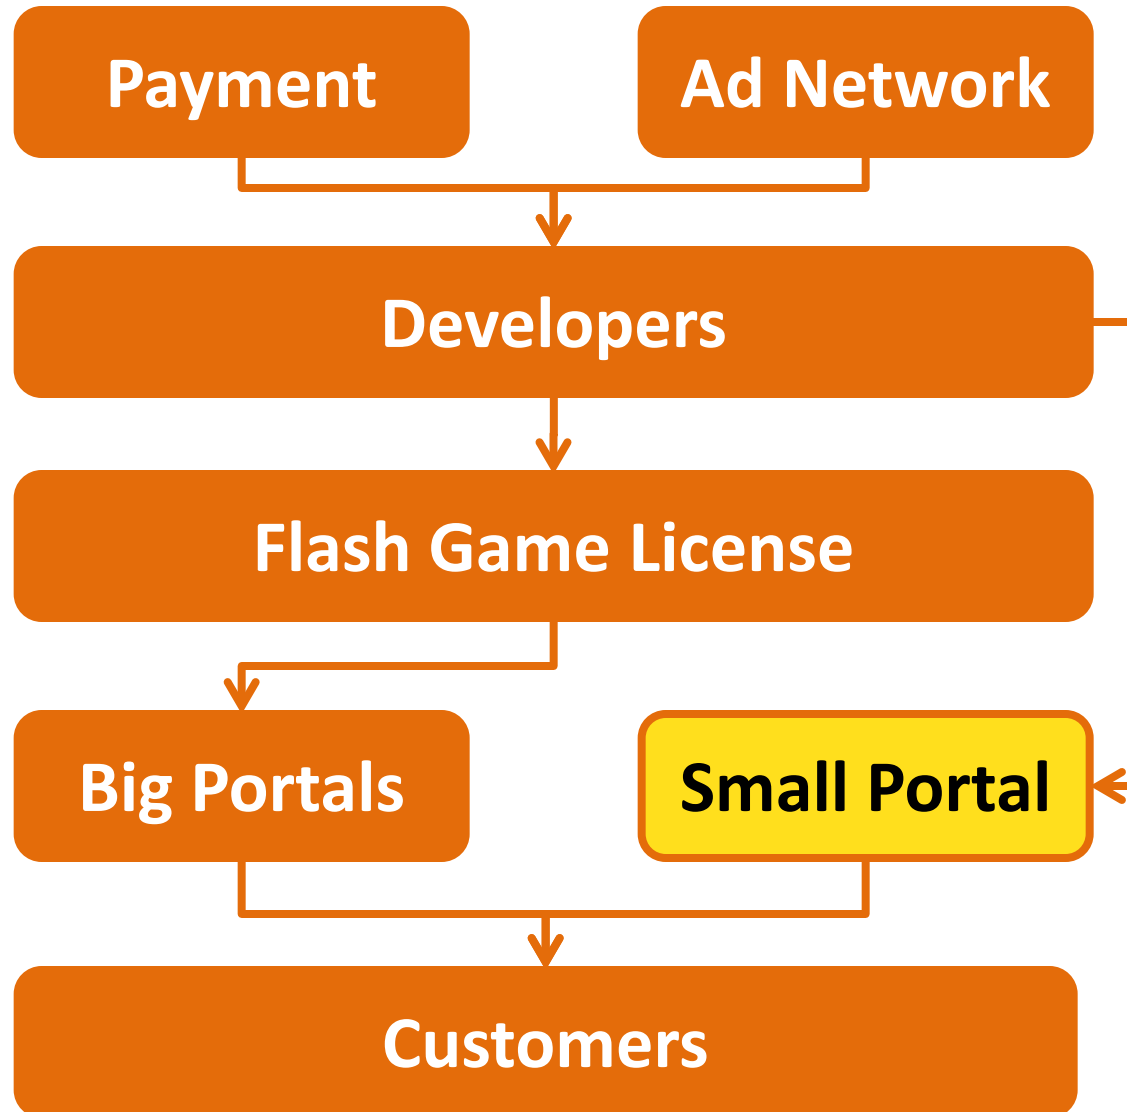 Payment
Ad Network
Developers
Flash Game License
Big Portals
Small Portal
Customers